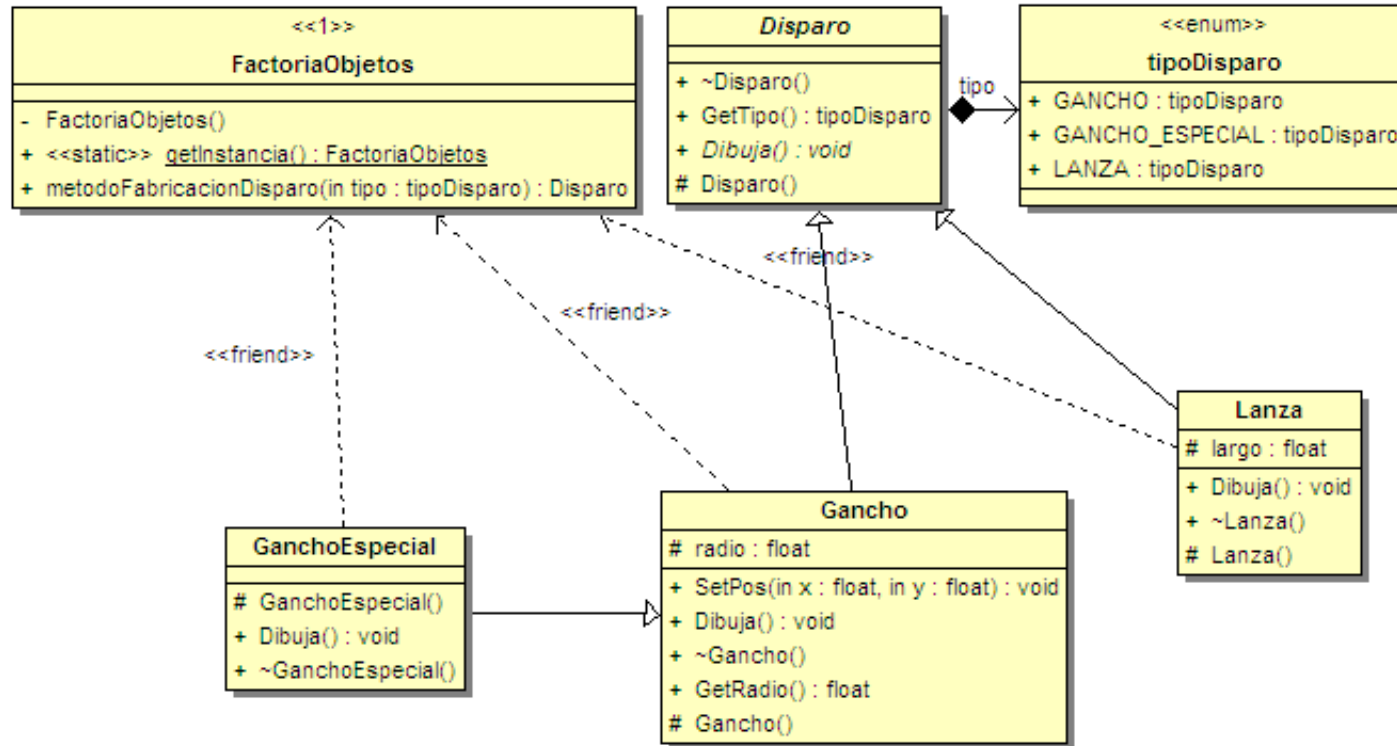 <<1>>
FactoriaObjetos
- FactoriaObjetos()
+ <<static>> getInstancia() : FactoriaObjetos
+ metodoFabricacionDisparo(in tipo : tipoDisparo) : Disparo
Disparo
+ ~Disparo()
+ GetTipo() : tipoDisparo
+ Dibuja() : void
# Disparo()
tipo
<<enum>>
tipoDisparo
+ GANCHO : tipoDisparo
+ GANCHO_ESPECIAL : tipoDisparo
+ LANZA : tipoDisparo
<<friend>>
<<friend>>
<<friend>>
Lanza
# largo : float
+ Dibuja() : void
+ ~Lanza()
# Lanza()
GanchoEspecial
# GanchoEspecial()
+ Dibuja() : void
+ ~GanchoEspecial()
Gancho
# radio : float
+ SetPos(in x : float, in y : float) : void
+ Dibuja() : void
+ ~Gancho()
+ GetRadio() : float
# Gancho()